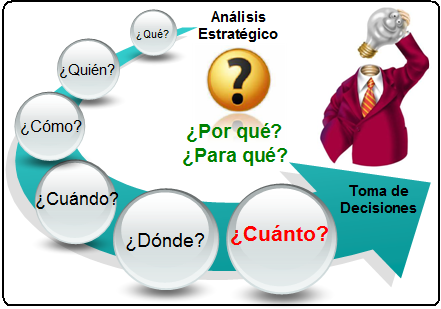 ¿Qué?
Análisis
Estratégico
¿Quién?
?
¿Cómo?
¿Por qué?
¿Para qué?
¿Cuándo?
¿Dónde?
¿Cuánto?
Toma de
Decisiones